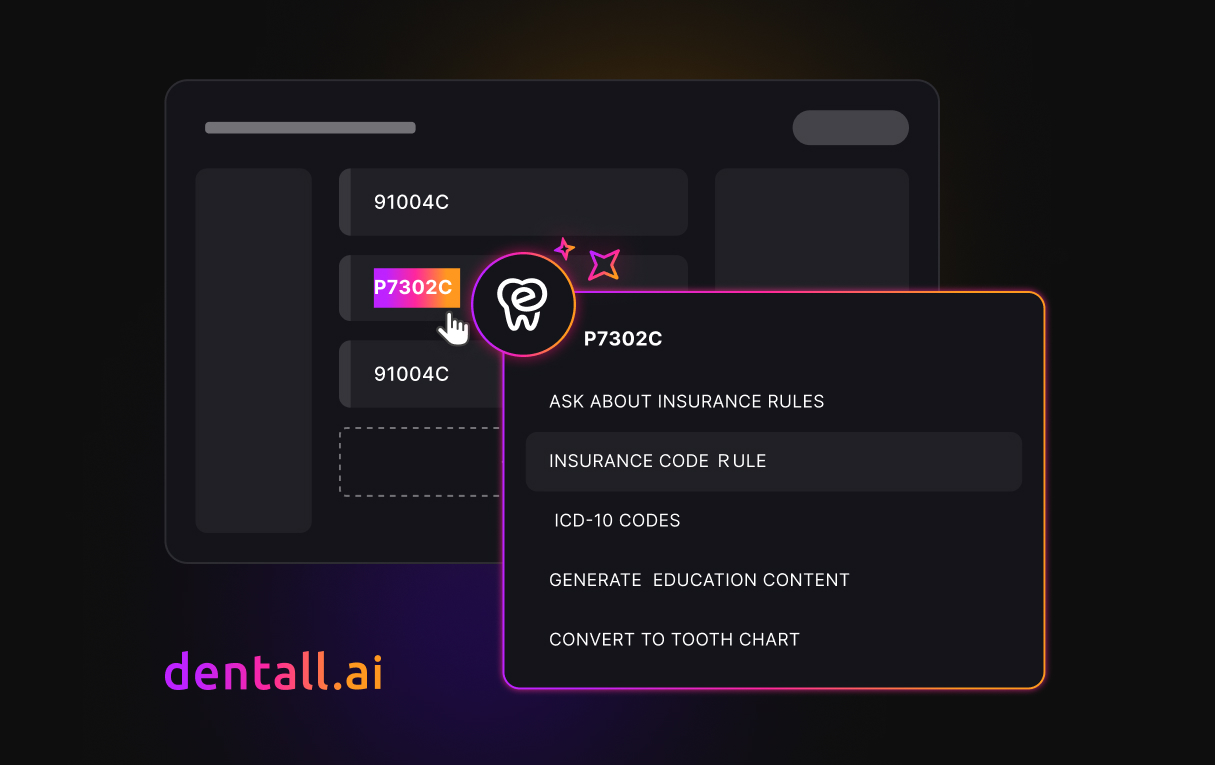 91004C
P7302C
91004C
P7302C
ASK ABOUT INSURANCE RULES
INSURANCE CODE RULE
ICD-10 CODES
GENERATE EDUCATION CONTENT
CONVERT TO TOOTH CHART
dentall.ai